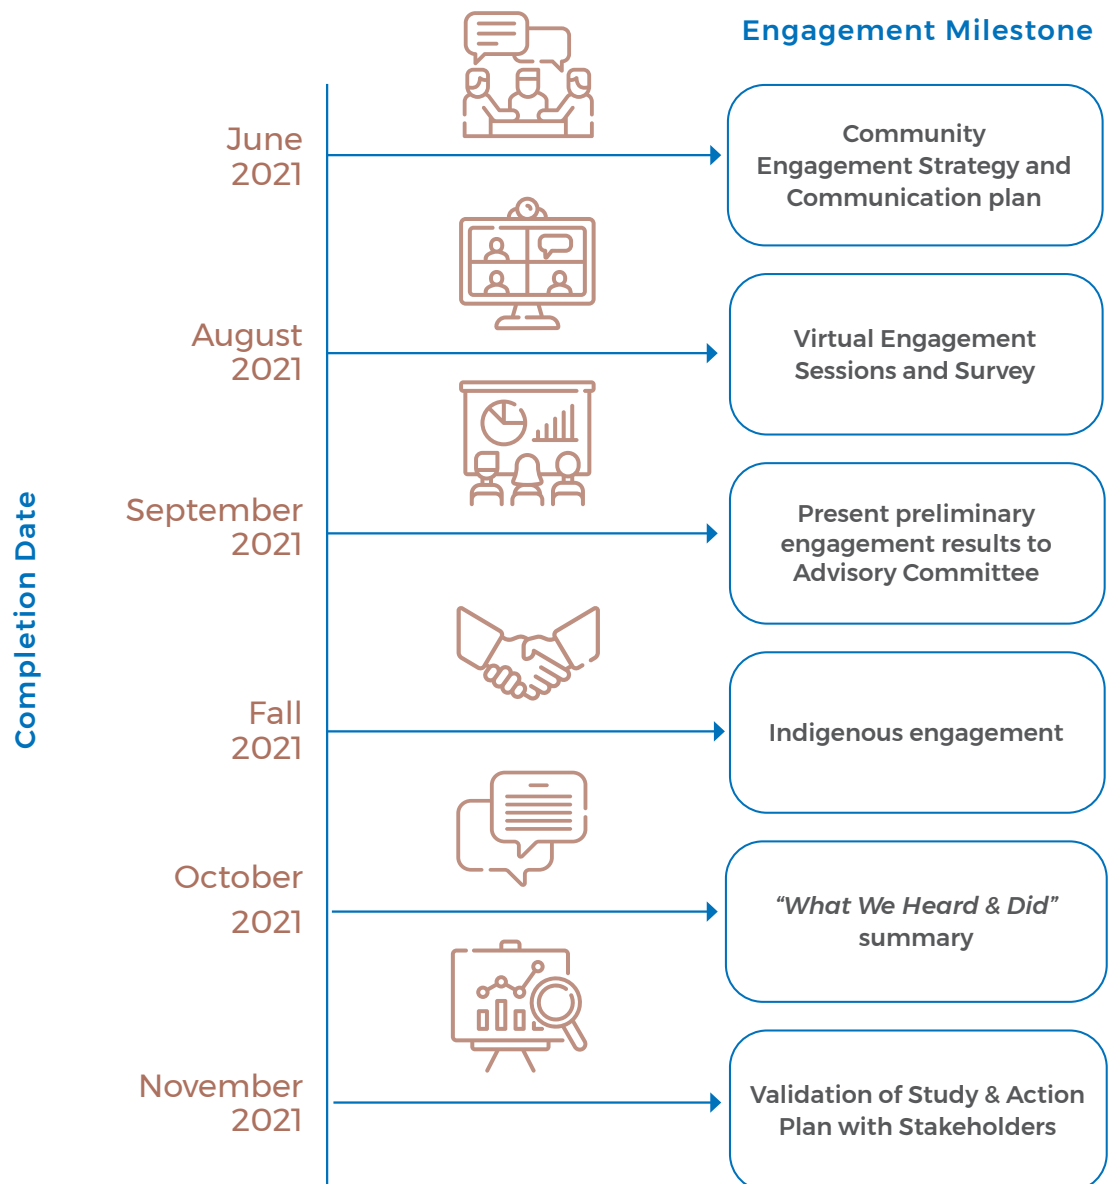 Engagement Milestone
Completion Date
June
2021
Community
Engagement Strategy and
Communication plan
August
2021
Virtual Engagement
Sessions and Survey
September
2021
Present preliminary
engagement results to
Advisory Committee
Fall
2021
Indigenous engagement
October
2021
“What We Heard & Did”
summary
November
2021
Validation of Study & Action
Plan with Stakeholders